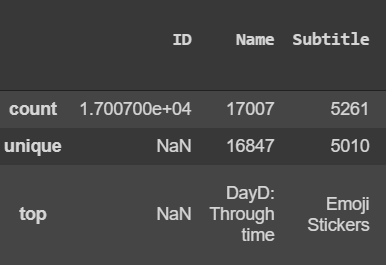 ID Name Subtitle
count 1.700700e+04 17007 5261
unique NaN 16847 5010
top NaN DayD: Through time Emoji Stickers